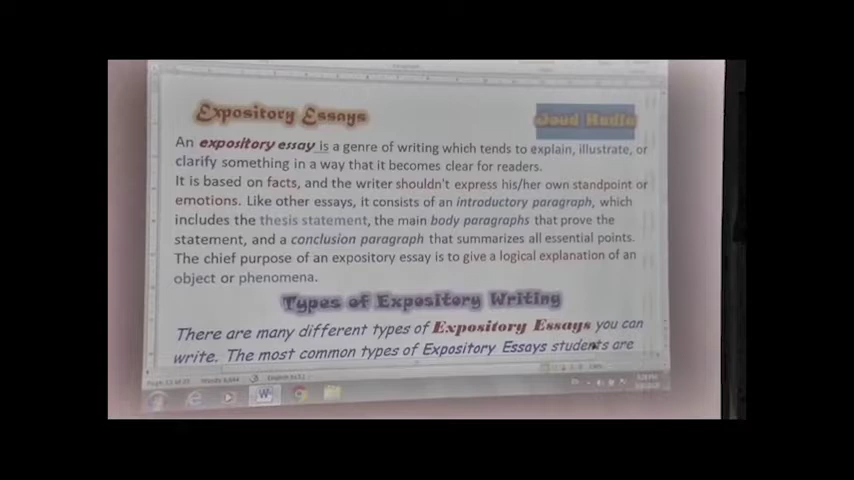 Expository Essays
Joud Hadla
An expository essay is a genre of writing which tends to explain, illustrate, or
clarify something in a way that it becomes clear for readers.
It is based on facts, and the writer shouldn't express his/her own standpoint or
emotions. Like other essays, it consists of an introductory paragraph, which
includes the thesis statement, the main body paragraphs that prove the
statement, and a conclusion paragraph that summarizes all essential points.
The chief purpose of an expository essay is to give a logical explanation of an
object or phenomena.
Types of Expository Writing
There are many different types of Expository Essays you can
write. The most common types of Expository Essays students are